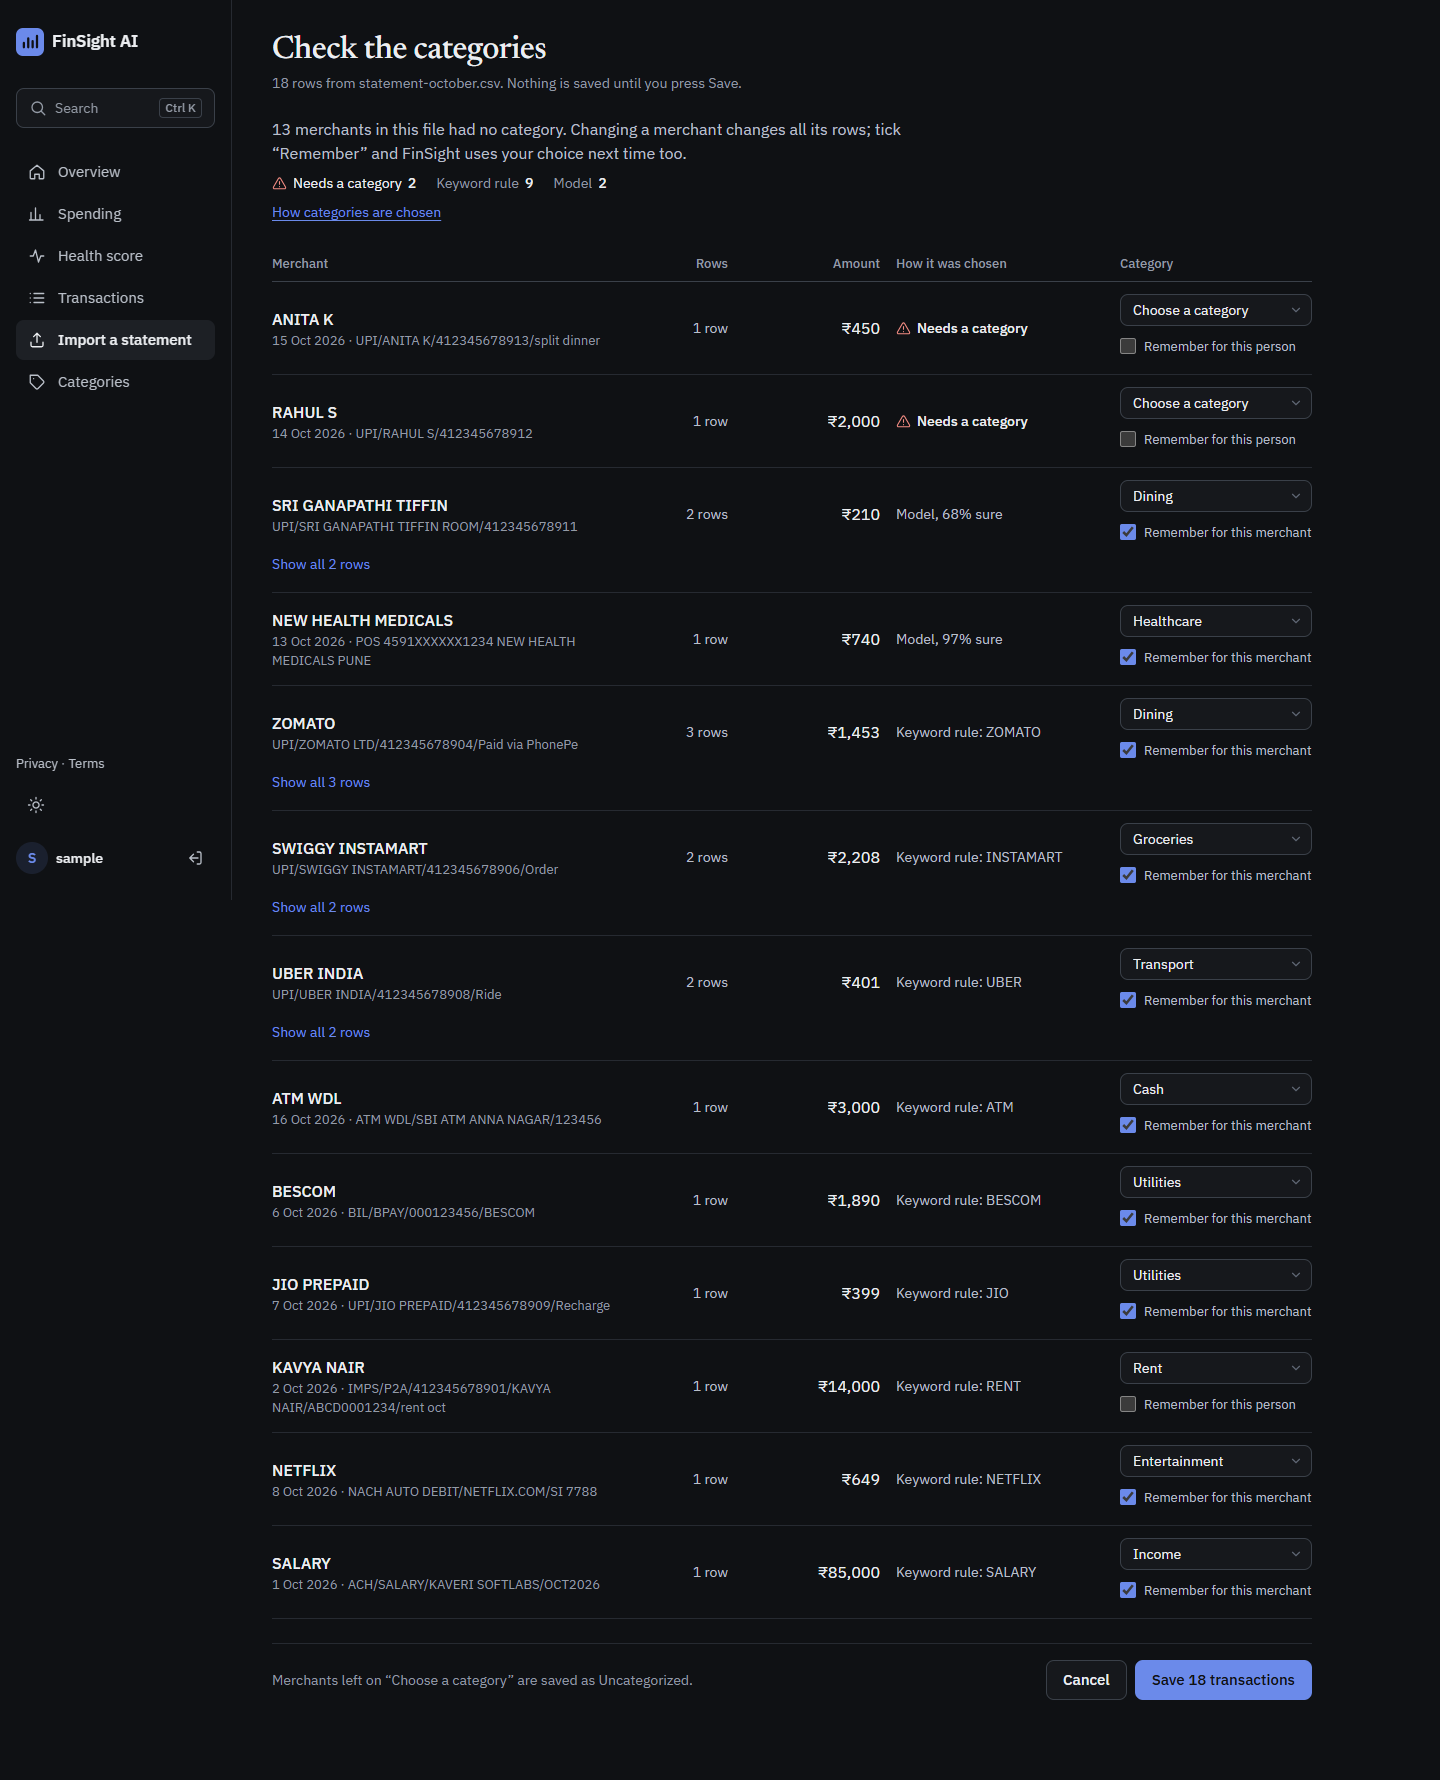 FinSight AI
Search Ctrl K
Overview
Spending
Health score
Transactions
Import a statement
Categories
Privacy · Terms
S sample
Check the categories
18 rows from statement-october.csv. Nothing is saved until you press Save.
13 merchants in this file had no category. Changing a merchant changes all its rows; tick
“Remember” and FinSight uses your choice next time too.
Needs a category 2 Keyword rule 9 Model 2
How categories are chosen
Merchant Rows Amount How it was chosen Category
ANITA K
15 Oct 2026 · UPI/ANITA K/412345678913/split dinner
1 row ₹450 Needs a category
Choose a category
Remember for this person
RAHUL S
14 Oct 2026 · UPI/RAHUL S/412345678912
1 row ₹2,000 Needs a category
Choose a category
Remember for this person
SRI GANAPATHI TIFFIN
UPI/SRI GANAPATHI TIFFIN ROOM/412345678911
Show all 2 rows
2 rows ₹210 Model, 68% sure
Dining
Remember for this merchant
NEW HEALTH MEDICALS
13 Oct 2026 · POS 4591XXXXXX1234 NEW HEALTH
MEDICALS PUNE
1 row ₹740 Model, 97% sure
Healthcare
Remember for this merchant
ZOMATO
UPI/ZOMATO LTD/412345678904/Paid via PhonePe
Show all 3 rows
3 rows ₹1,453 Keyword rule: ZOMATO
Dining
Remember for this merchant
SWIGGY INSTAMART
UPI/SWIGGY INSTAMART/412345678906/Order
Show all 2 rows
2 rows ₹2,208 Keyword rule: INSTAMART
Groceries
Remember for this merchant
UBER INDIA
UPI/UBER INDIA/412345678908/Ride
Show all 2 rows
2 rows ₹401 Keyword rule: UBER
Transport
Remember for this merchant
ATM WDL
16 Oct 2026 · ATM WDL/SBI ATM ANNA NAGAR/123456
1 row ₹3,000 Keyword rule: ATM
Cash
Remember for this merchant
BESCOM
6 Oct 2026 · BIL/BPAY/000123456/BESCOM
1 row ₹1,890 Keyword rule: BESCOM
Utilities
Remember for this merchant
JIO PREPAID
7 Oct 2026 · UPI/JIO PREPAID/412345678909/Recharge
1 row ₹399 Keyword rule: JIO
Utilities
Remember for this merchant
KAVYA NAIR
2 Oct 2026 · IMPS/P2A/412345678901/KAVYA
NAIR/ABCD0001234/rent oct
1 row ₹14,000 Keyword rule: RENT
Rent
Remember for this person
NETFLIX
8 Oct 2026 · NACH AUTO DEBIT/NETFLIX.COM/SI 7788
1 row ₹649 Keyword rule: NETFLIX
Entertainment
Remember for this merchant
SALARY
1 Oct 2026 · ACH/SALARY/KAVERI SOFTLABS/OCT2026
1 row ₹85,000 Keyword rule: SALARY
Income
Remember for this merchant
Merchants left on “Choose a category” are saved as Uncategorized.
Cancel Save 18 transactions